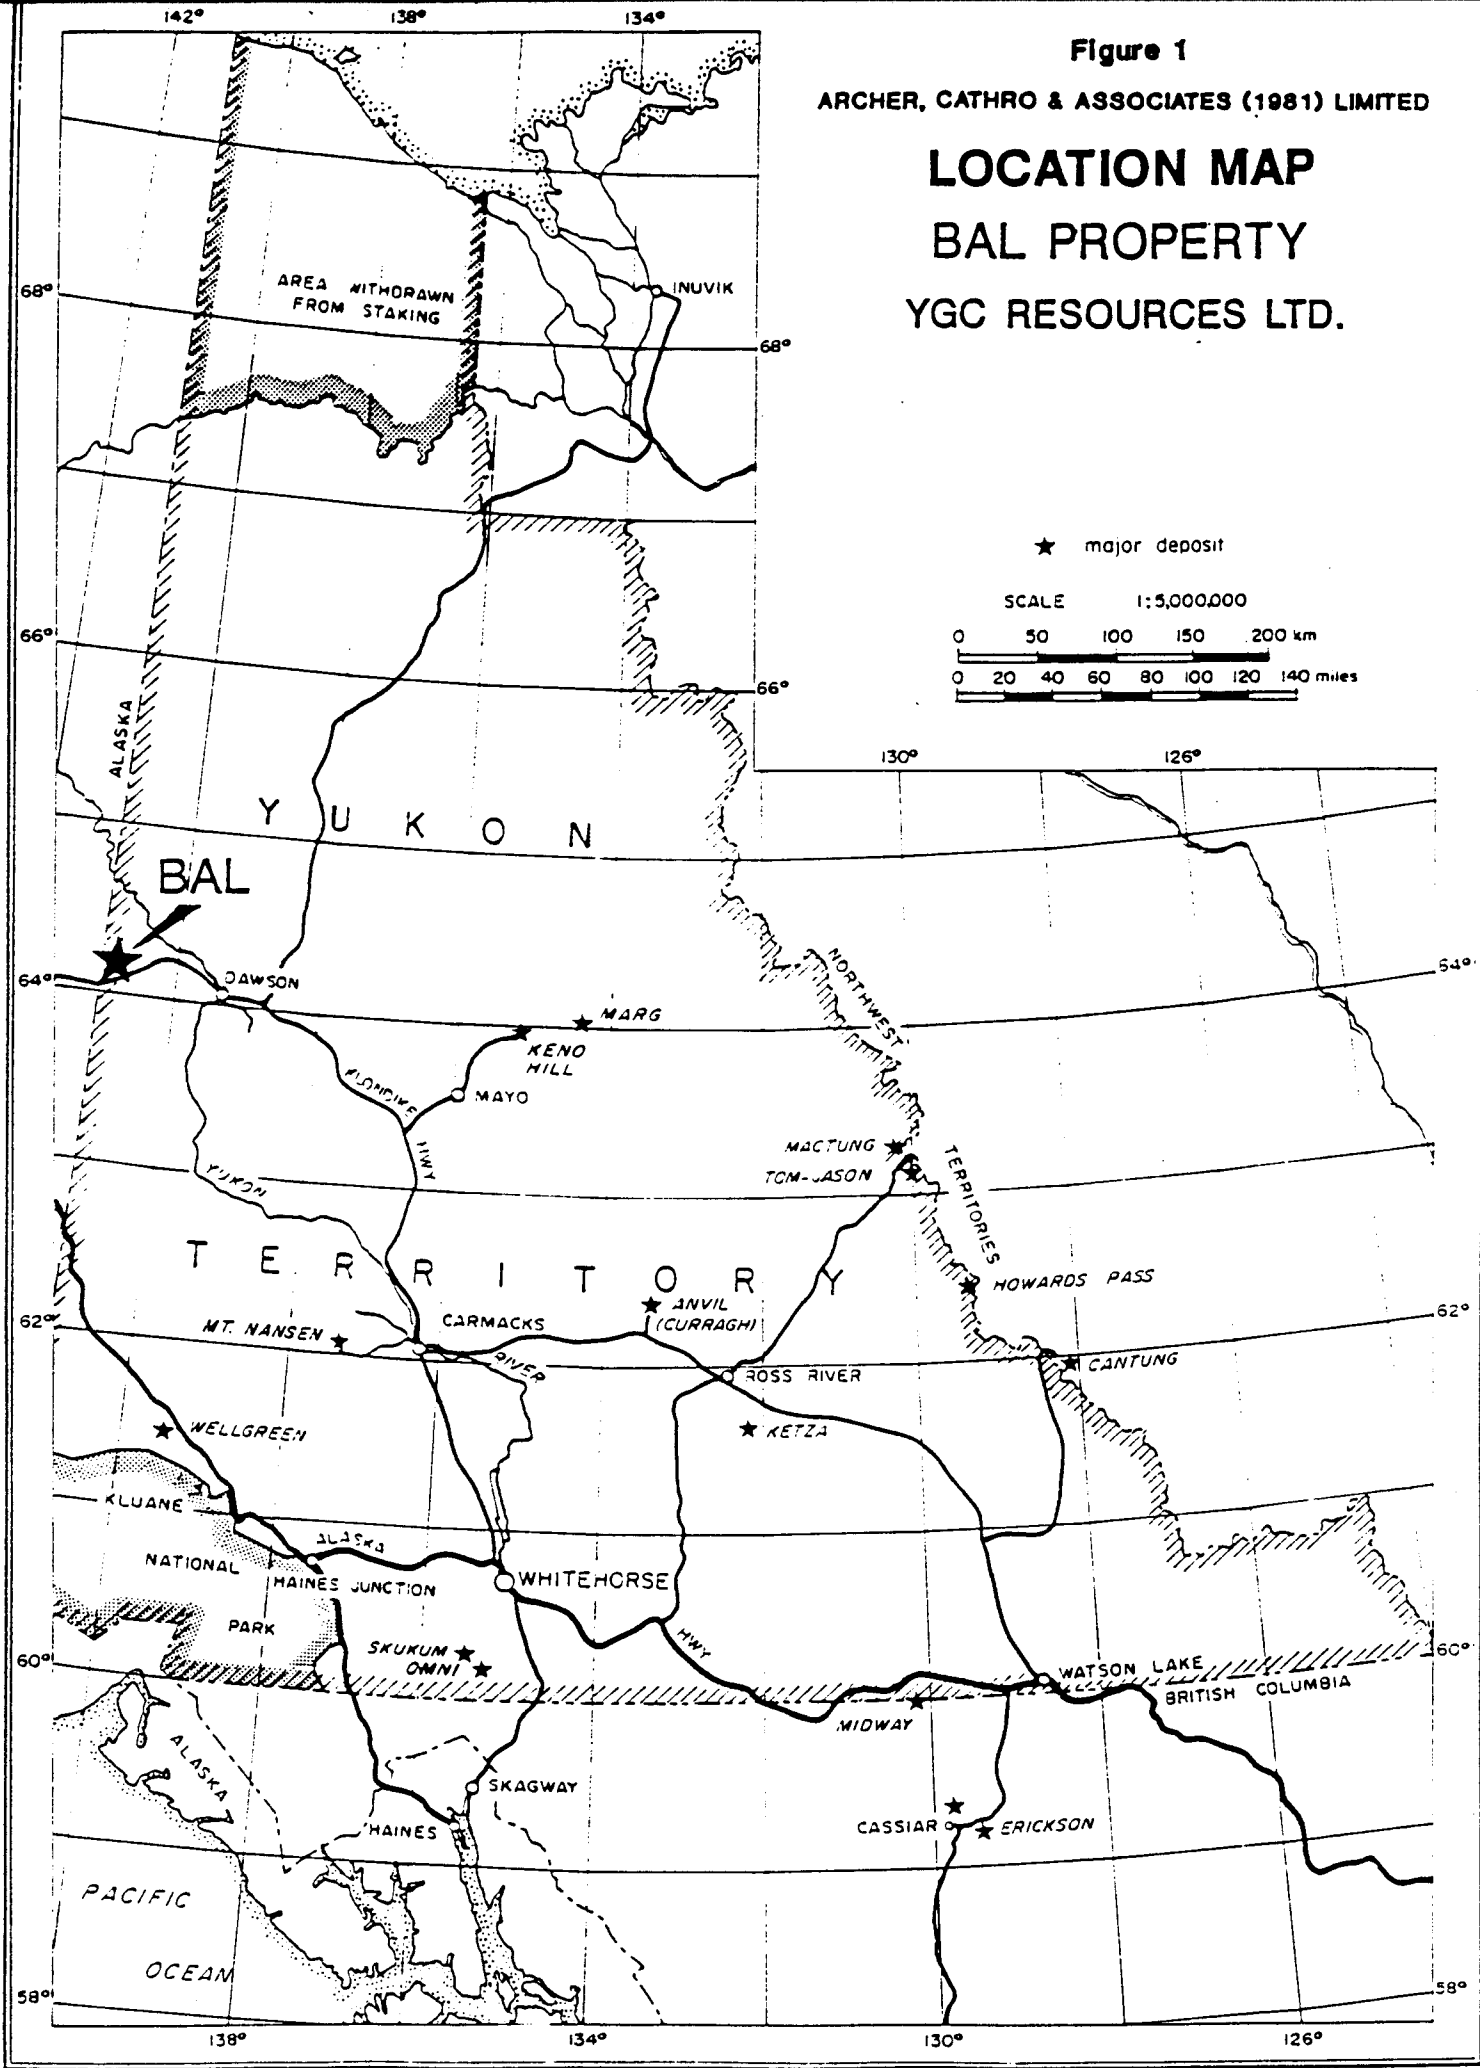 142°
138°
134°
Figure 1
ARCHER, CATHRO & ASSOCIATES (1981) LIMITED
LOCATION MAP
BAL PROPERTY
YGC RESOURCES LTD.
AREA WITHDRAWN
FROM STAKING
INUVIK
68°
68°
★ major deposit
SCALE 1:5,000,000
0 50 100 150 200 km
0 20 40 60 80 100 120 140 miles
66°
66°
130°
126°
ALASKA
YUKON
BAL
64°
64°
DAWSON
MARG
KENO
HILL
KLONDIKE
MAYO
HWY
NORTHWEST
TERRITORIES
MACTUNG
TOM-JASON
YUKON
TERRITORY
HOWARDS PASS
ANVIL
(CURRAGH)
62°
62°
MT. NANSEN
CARMACKS
RIVER
ROSS RIVER
CANTUNG
WELLGREEN
KETZA
KLUANE
NATIONAL
PARK
ALASKA
HAINES JUNCTION
WHITEHORSE
HWY
SKUKUM
OMNI
60°
60°
WATSON LAKE
BRITISH COLUMBIA
MIDWAY
ALASKA
SKAGWAY
HAINES
CASSIAR
ERICKSON
PACIFIC
OCEAN
58°
58°
138°
134°
130°
126°